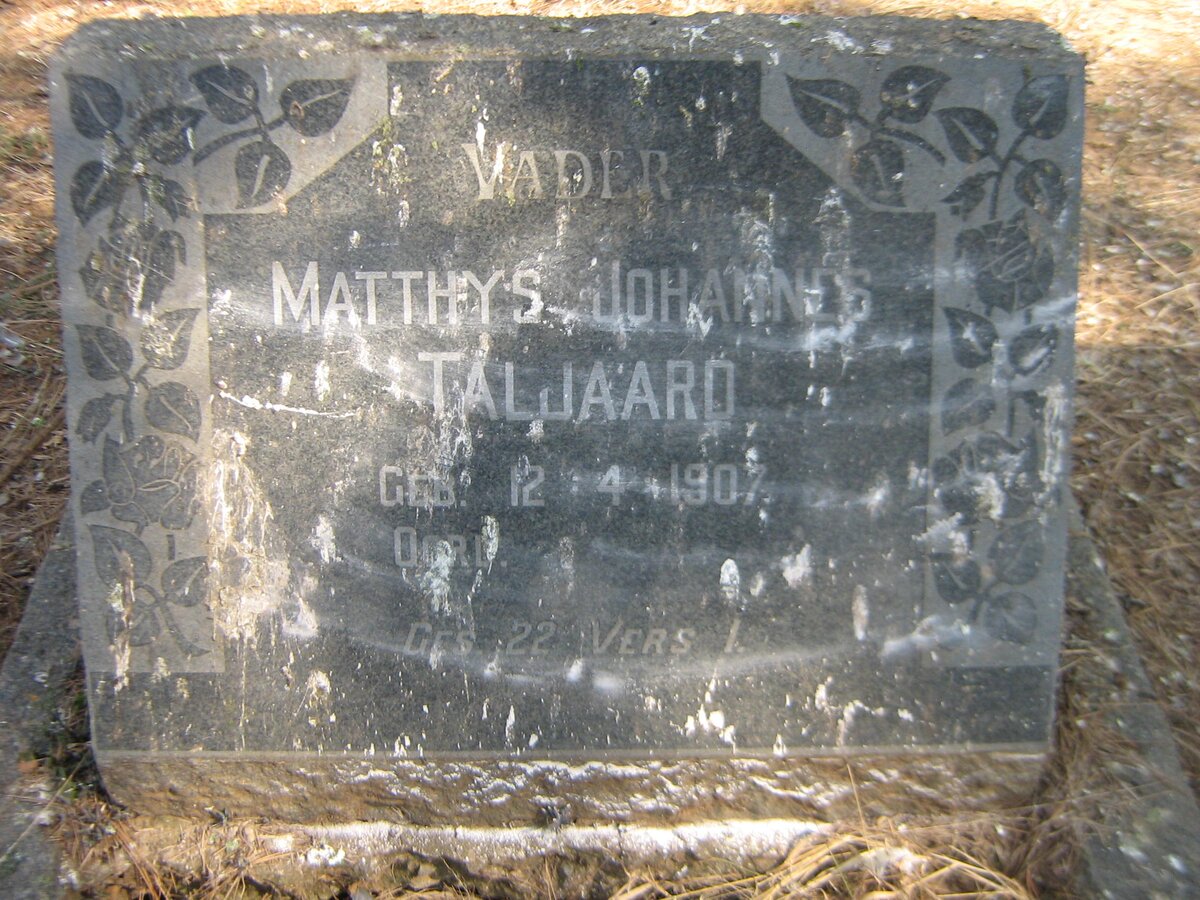 VADER
MATTHYS JOHANNES
TALJAARD
GEB. 12 - 4 - 1907.
OORL.
GES. 22 VERS 1.